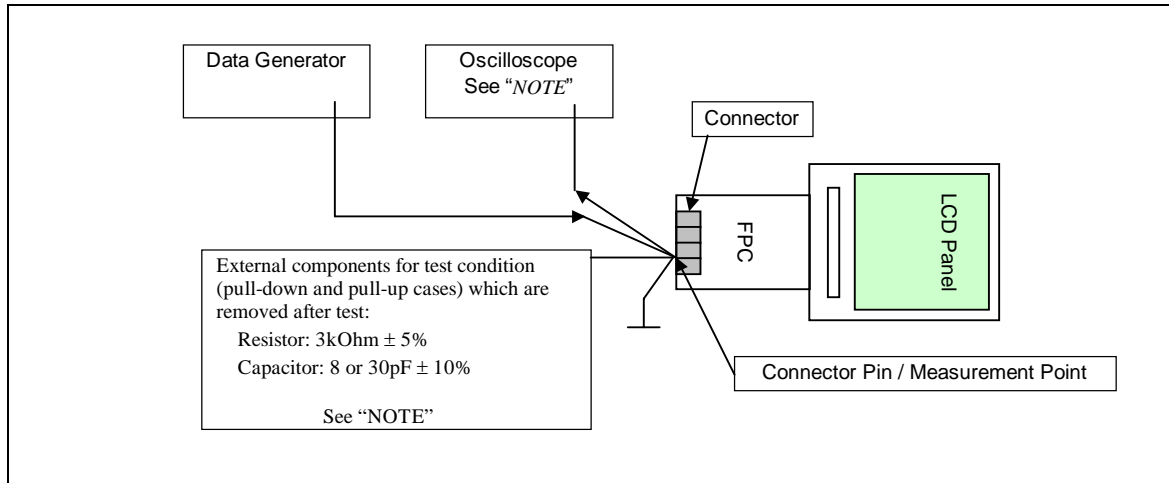 Data Generator
Oscilloscope
See “NOTE”
Connector
LCD Panel
FPC
External components for test condition
(pull-down and pull-up cases) which are
removed after test:
Resistor: 3kOhm ± 5%
Capacitor: 8 or 30pF ± 10%
See “NOTE”
Connector Pin / Measurement Point